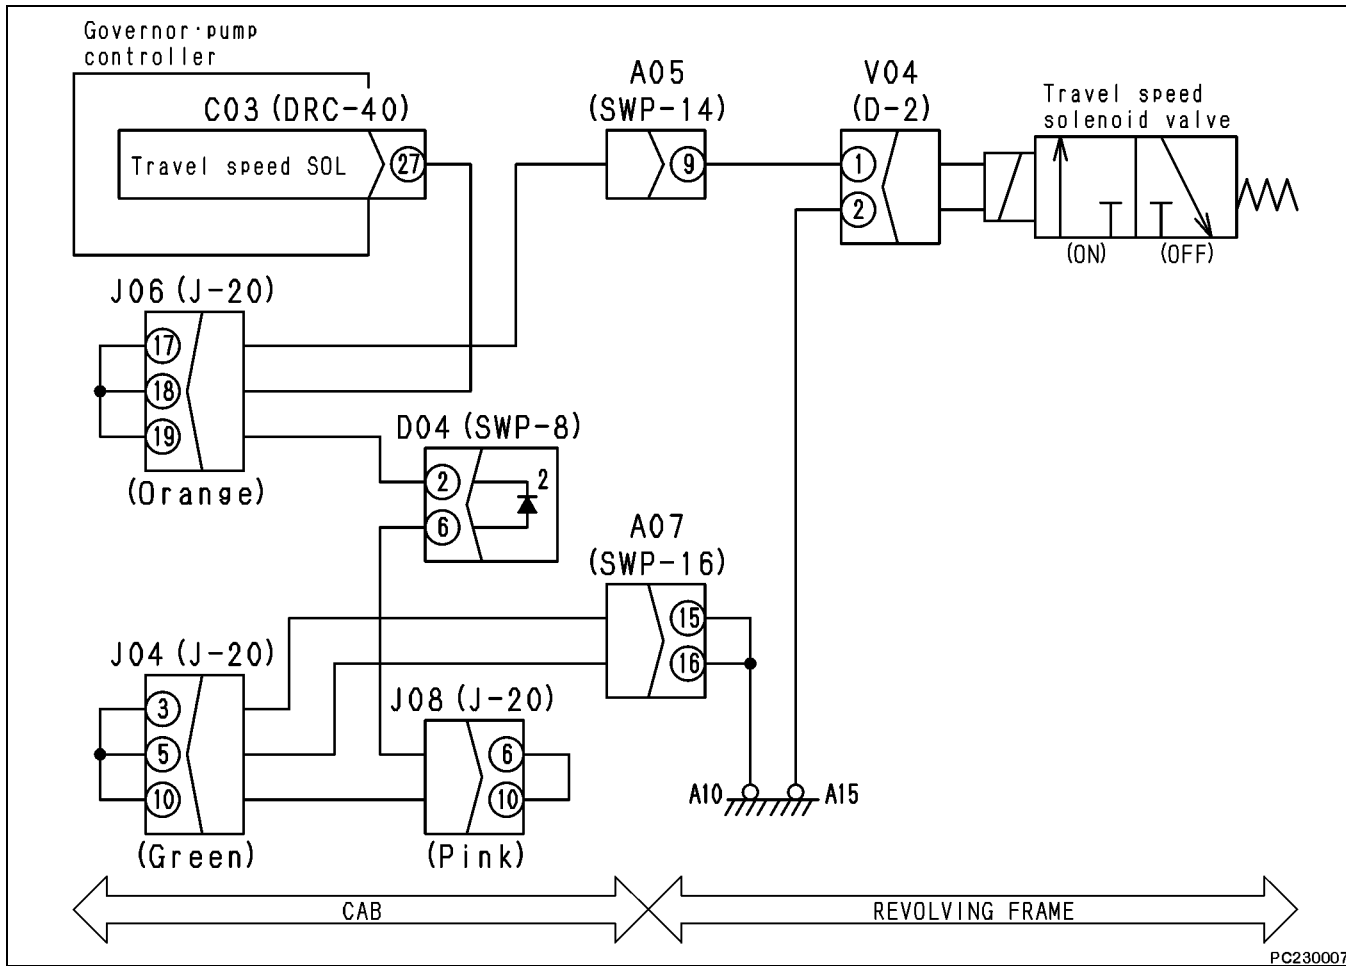 Governor·pump
controller
C03 (DRC-40)
Travel speed SOL
27
A05
(SWP-14)
9
V04
(D-2)
1
2
Travel speed
solenoid valve
(ON)
(OFF)
J06 (J-20)
17
18
19
(Orange)
D04 (SWP-8)
2
6
2
A07
(SWP-16)
15
16
J04 (J-20)
3
5
10
(Green)
J08 (J-20)
6
10
(Pink)
A10
A15
CAB
REVOLVING FRAME
PC230007